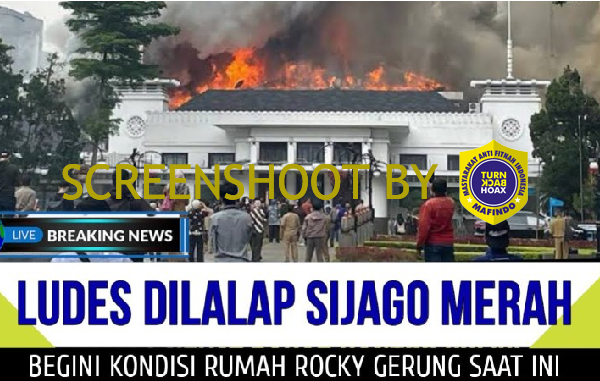 SCREENSHOOT BY
MASYARAKAT ANTI FITNAH INDONESIA
TURN
BACK
HOAX
MAFINDO
LIVE BREAKING NEWS
LUDES DILALAP SIJAGO MERAH
BEGINI KONDISI RUMAH ROCKY GERUNG SAAT INI